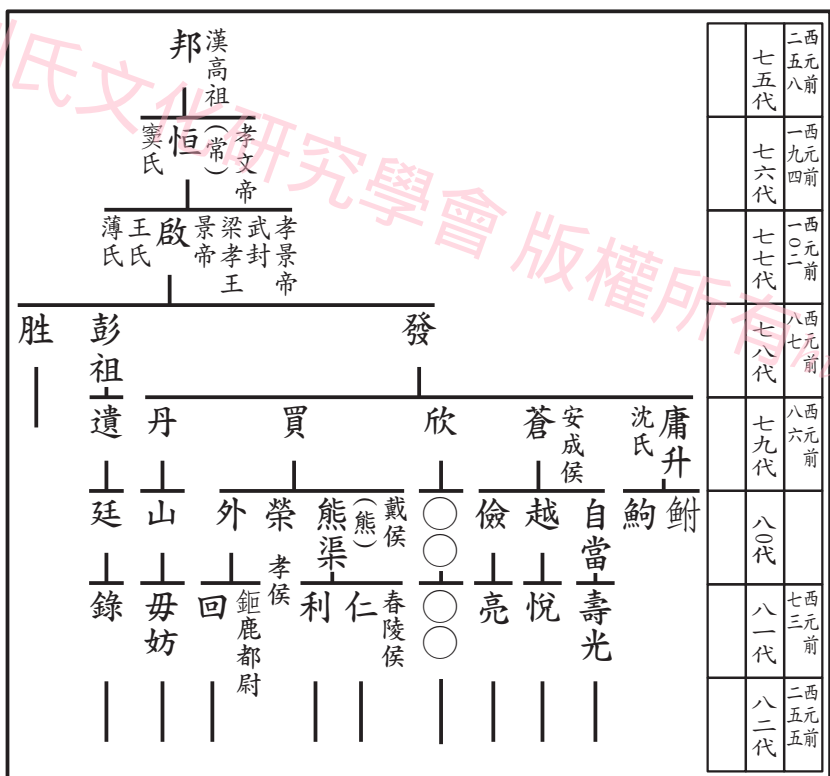 西元前二五八
七五代
西元前一九四
七六代
西元前一0二
七七代
西元前八七
七八代
西元前八六
七九代
八0代
西元前七三
八一代
西元前二五五
八二代
漢高祖
邦
孝文帝
(常)
恒
竇氏
孝景帝
武封
梁孝王
景帝
啟
王氏
薄氏
發
彭祖
胜
庸升
沈氏
安成侯
蒼
欣
買
丹
遺
鲋
鮈
自當
越
儉
○○
戴侯
(熊)
熊渠
榮
孝侯
外
山
廷
壽光
悅
亮
○○
春陵侯
仁
利
鉅鹿都尉
回
毋妨
錄
氏文化研究學會 版權所有